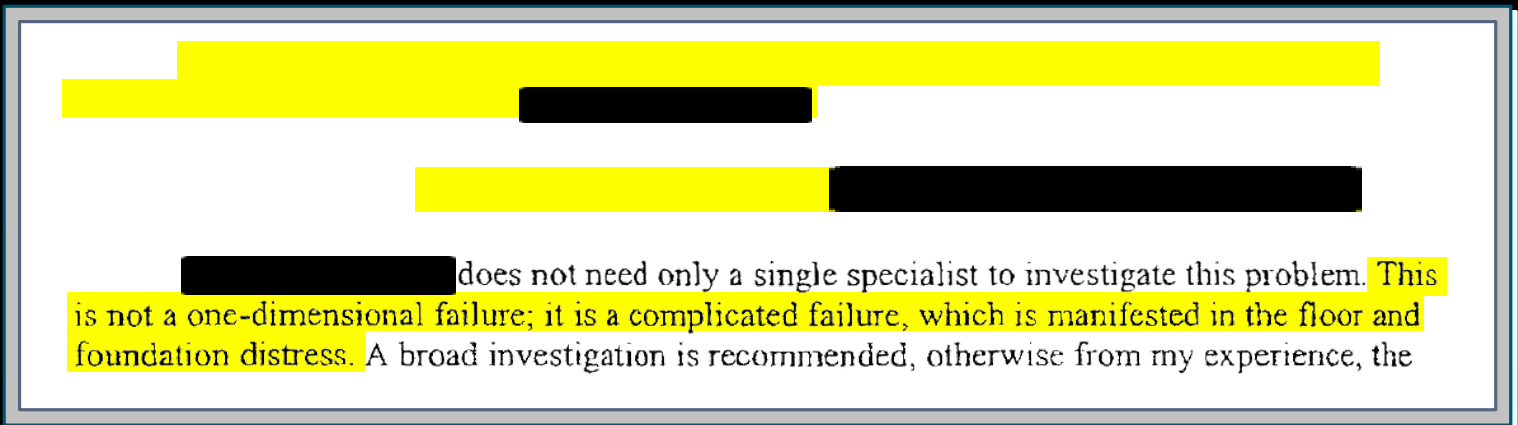 does not need only a single specialist to investigate this problem. This
is not a one-dimensional failure; it is a complicated failure, which is manifested in the floor and
foundation distress. A broad investigation is recommended, otherwise from my experience, the